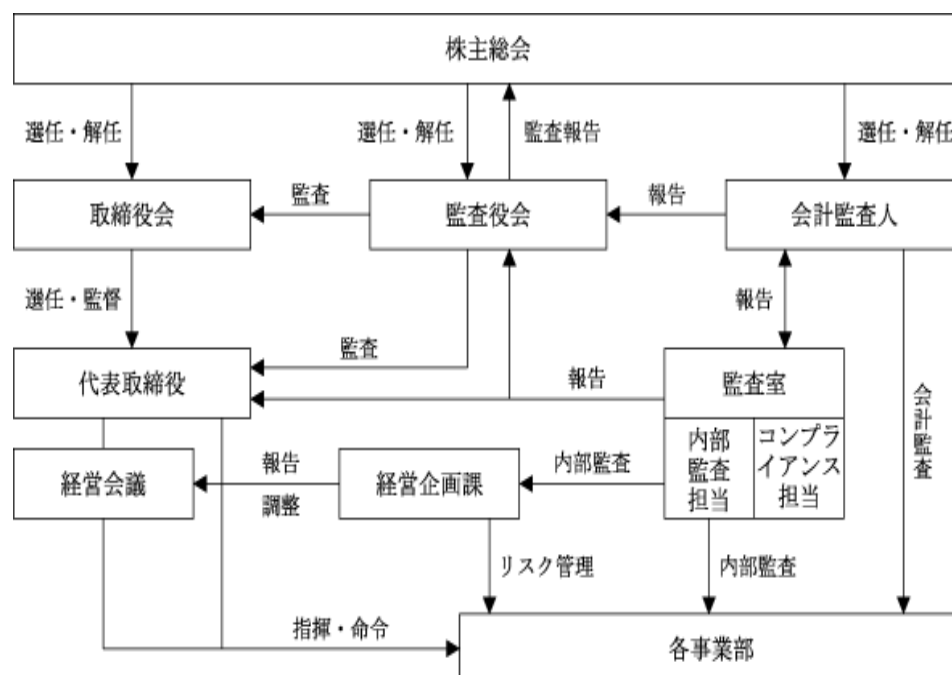 株主総会
選任・解任
選任・解任
監査報告
選任・解任
取締役会
監査
監査役会
報告
会計監査人
選任・監督
報告
監査
代表取締役
報告
監査室
会計監査
内部
監査
担当
コンプラ
イアンス
担当
経営会議
報告
調整
経営企画課
内部監査
リスク管理
内部監査
指揮・命令
各事業部